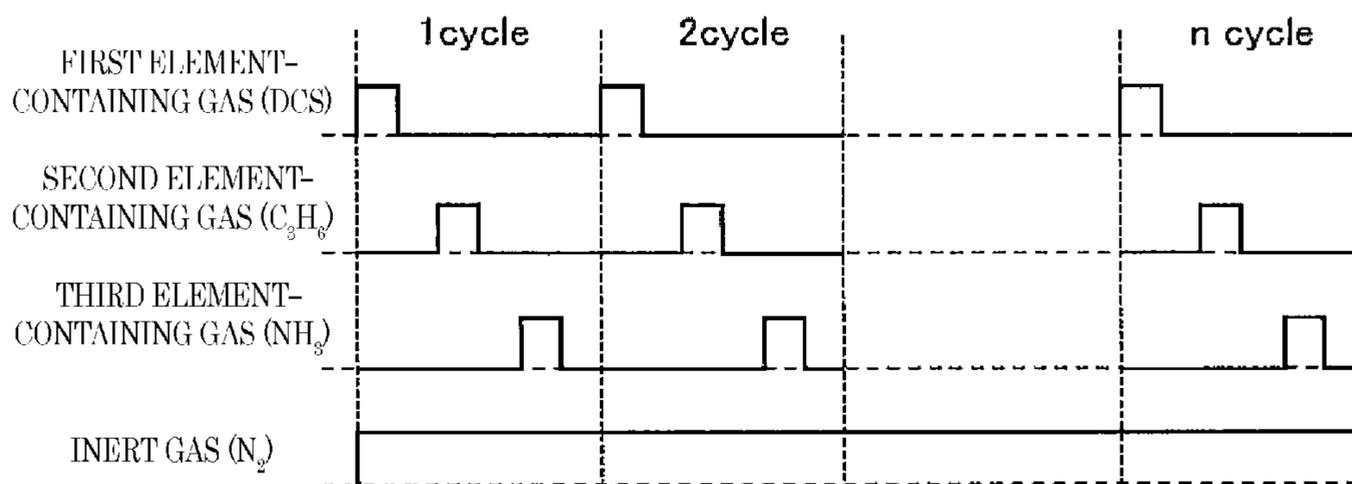 1cycle
2cycle
n cycle
FIRST ELEMENT–
CONTAINING GAS (DCS)
SECOND ELEMENT–
CONTAINING GAS (C₃H₆)
THIRD ELEMENT–
CONTAINING GAS (NH₃)
INERT GAS (N₂)